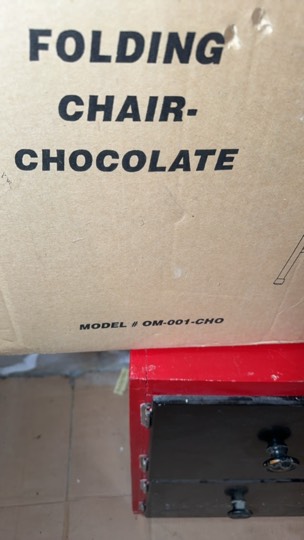 FOLDING
CHAIR-
CHOCOLATE
MODEL # OM-001-CHO